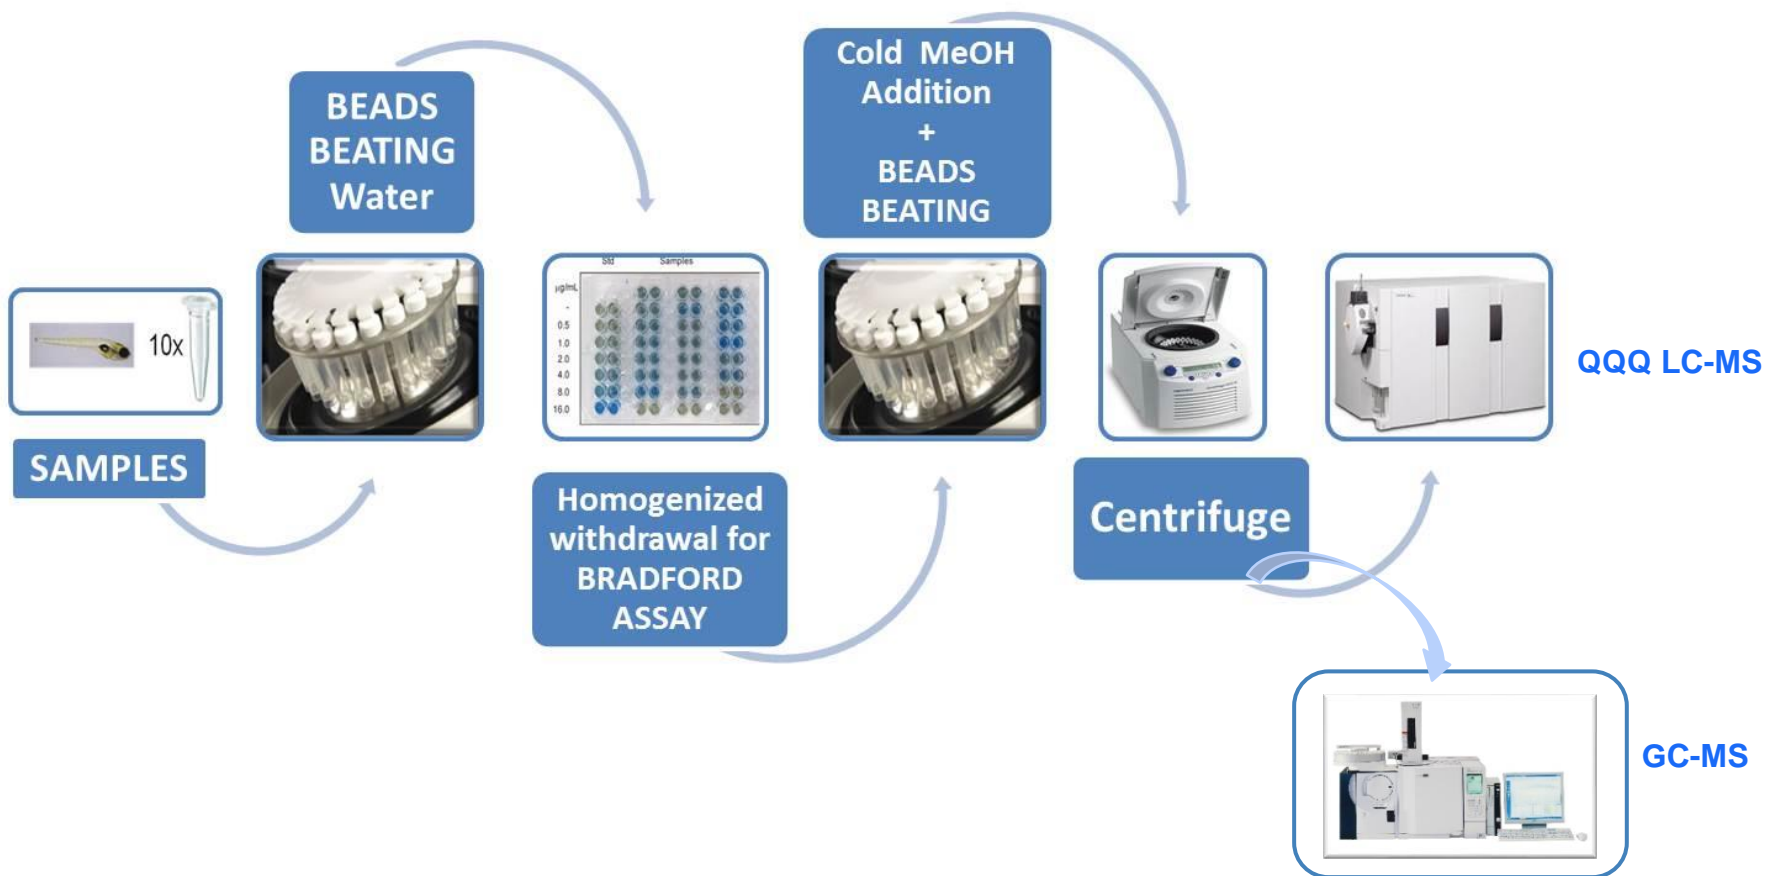 SAMPLES
10x
BEADS
BEATING
Water
Std Samples
µg/mL
-
0.5
1.0
2.0
4.0
8.0
16.0
Homogenized
withdrawal for
BRADFORD
ASSAY
Cold MeOH
Addition
+
BEADS
BEATING
Centrifuge
QQQ LC-MS
GC-MS